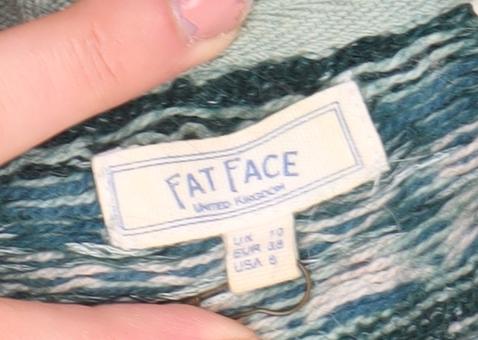 FAT FACE
UNITED KINGDOM
UK 10
EUR 38
USA 6